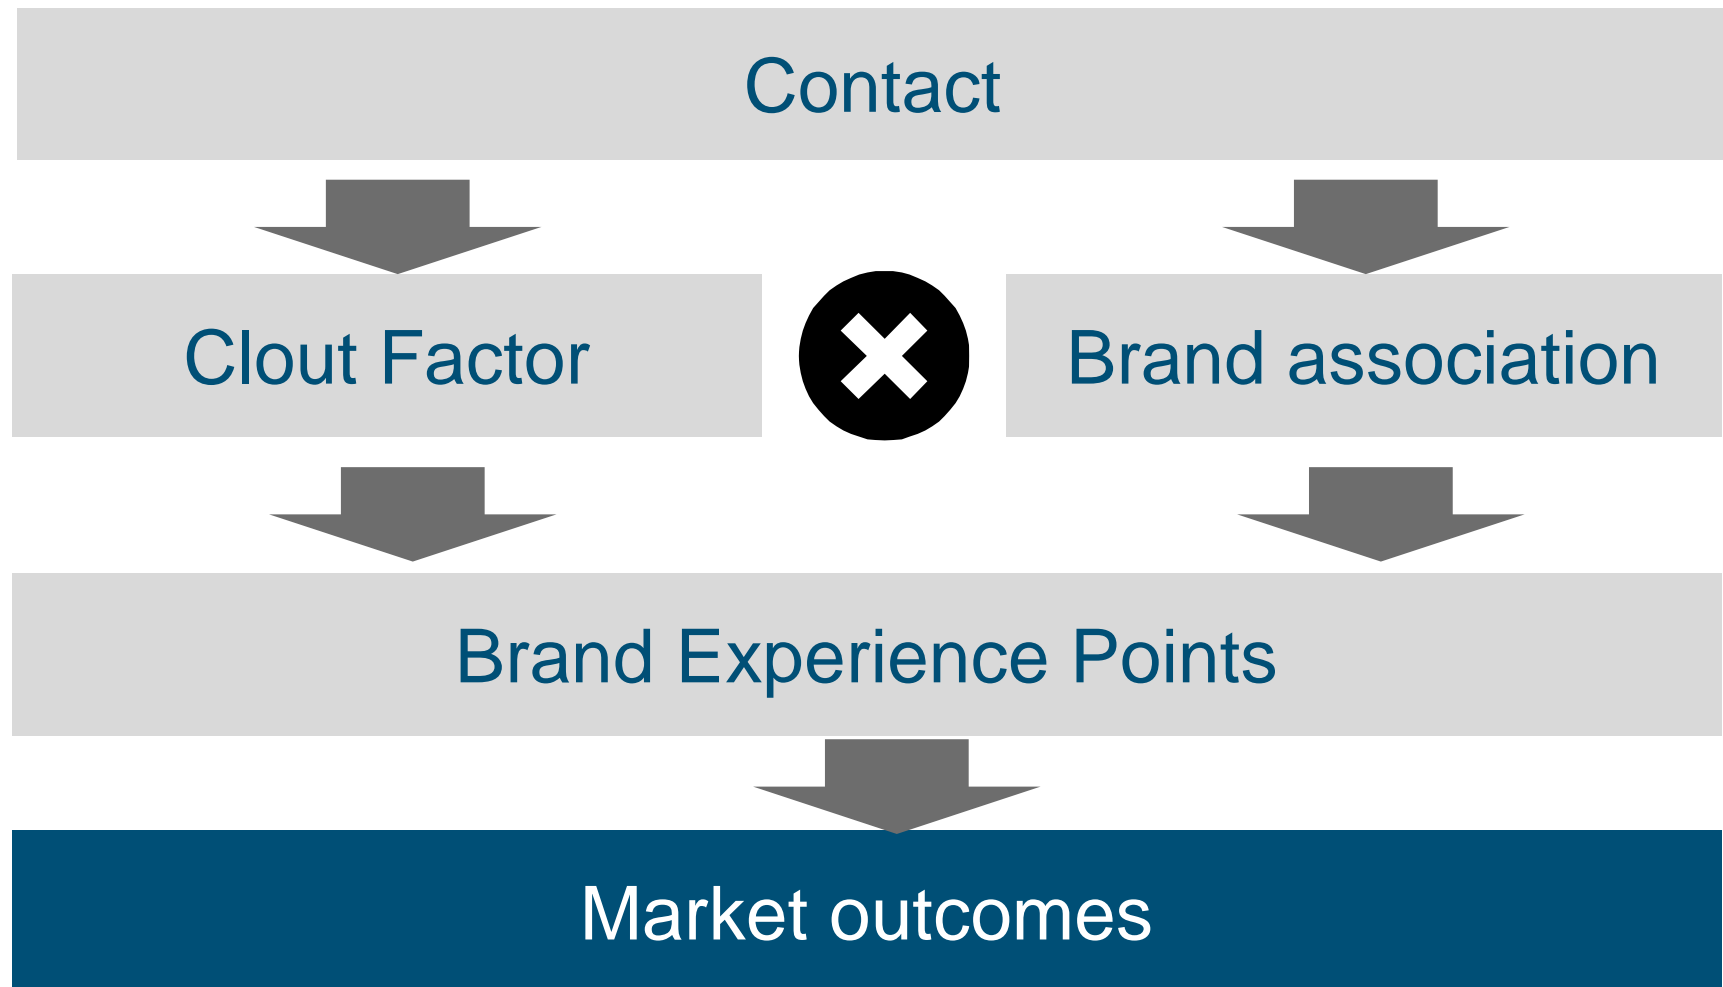 Contact
Clout Factor
Brand association
Brand Experience Points
Market outcomes